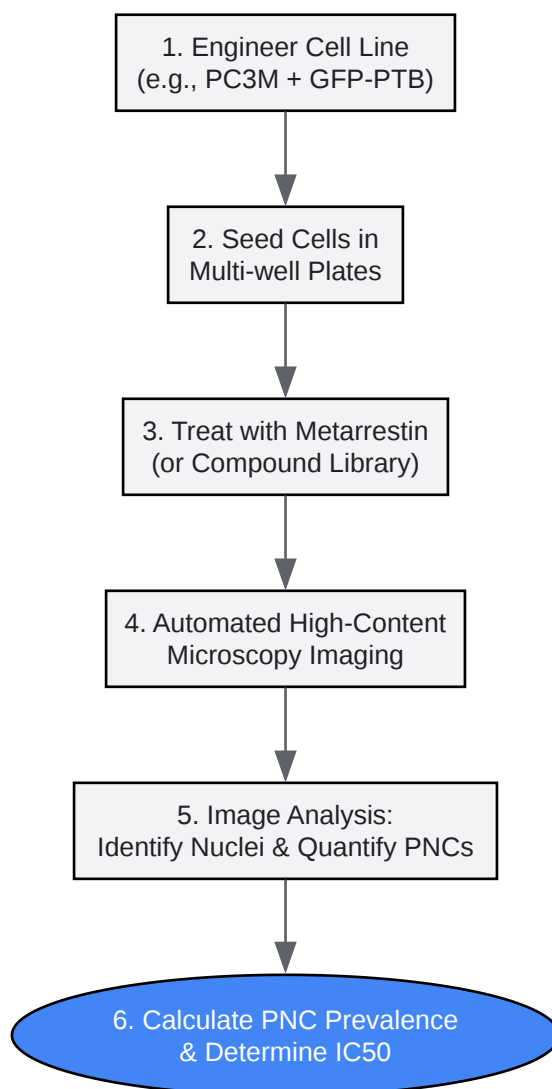 1. Engineer Cell Line
(e.g., PC3M + GFP-PTB)
2. Seed Cells in
Multi-well Plates
3. Treat with Metarrestin
(or Compound Library)
4. Automated High-Content
Microscopy Imaging
5. Image Analysis:
Identify Nuclei & Quantify PNCs
6. Calculate PNC Prevalence
& Determine IC50